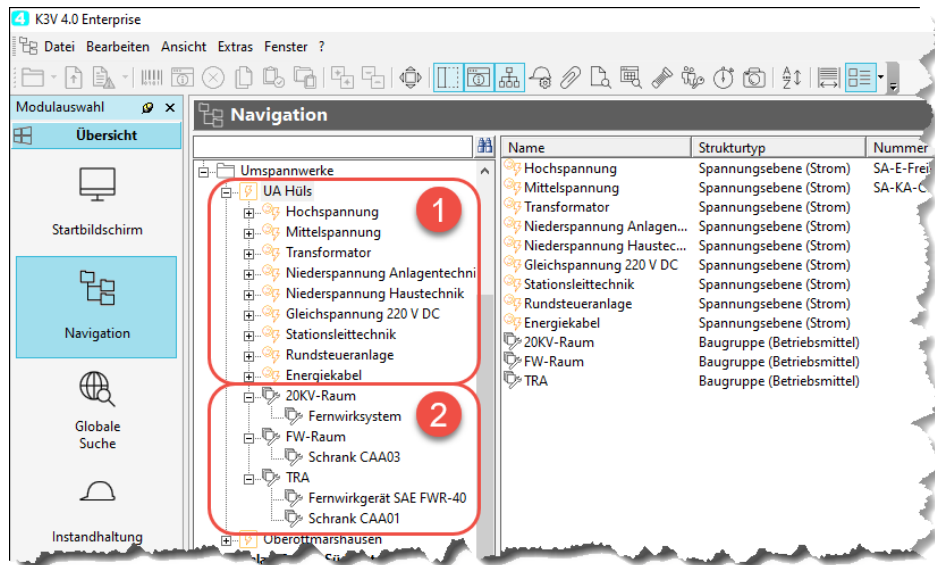 K3V 4.0 Enterprise
Datei Bearbeiten Ansicht Extras Fenster ?
Modulauswahl
Übersicht
Startbildschirm
Navigation
Globale
Suche
Instandhaltung
Navigation
Umspannwerke
UA Hüls
Hochspannung
Mittelspannung
Transformator
Niederspannung Anlagentechni
Niederspannung Haustechnik
Gleichspannung 220 V DC
Stationsleittechnik
Rundsteueranlage
Energiekabel
1
20KV-Raum
Fernwirksystem
FW-Raum
Schrank CAA03
TRA
Fernwirkgerät SAE FWR-40
Schrank CAA01
2
Oberottmarshausen
Name Strukturtyp Nummer
Hochspannung Spannungsebene (Strom) SA-E-Frei
Mittelspannung Spannungsebene (Strom) SA-KA-C
Transformator Spannungsebene (Strom)
Niederspannung Anlagen... Spannungsebene (Strom)
Niederspannung Haustec... Spannungsebene (Strom)
Gleichspannung 220 V DC Spannungsebene (Strom)
Stationsleittechnik Spannungsebene (Strom)
Rundsteueranlage Spannungsebene (Strom)
Energiekabel Spannungsebene (Strom)
20KV-Raum Baugruppe (Betriebsmittel)
FW-Raum Baugruppe (Betriebsmittel)
TRA Baugruppe (Betriebsmittel)